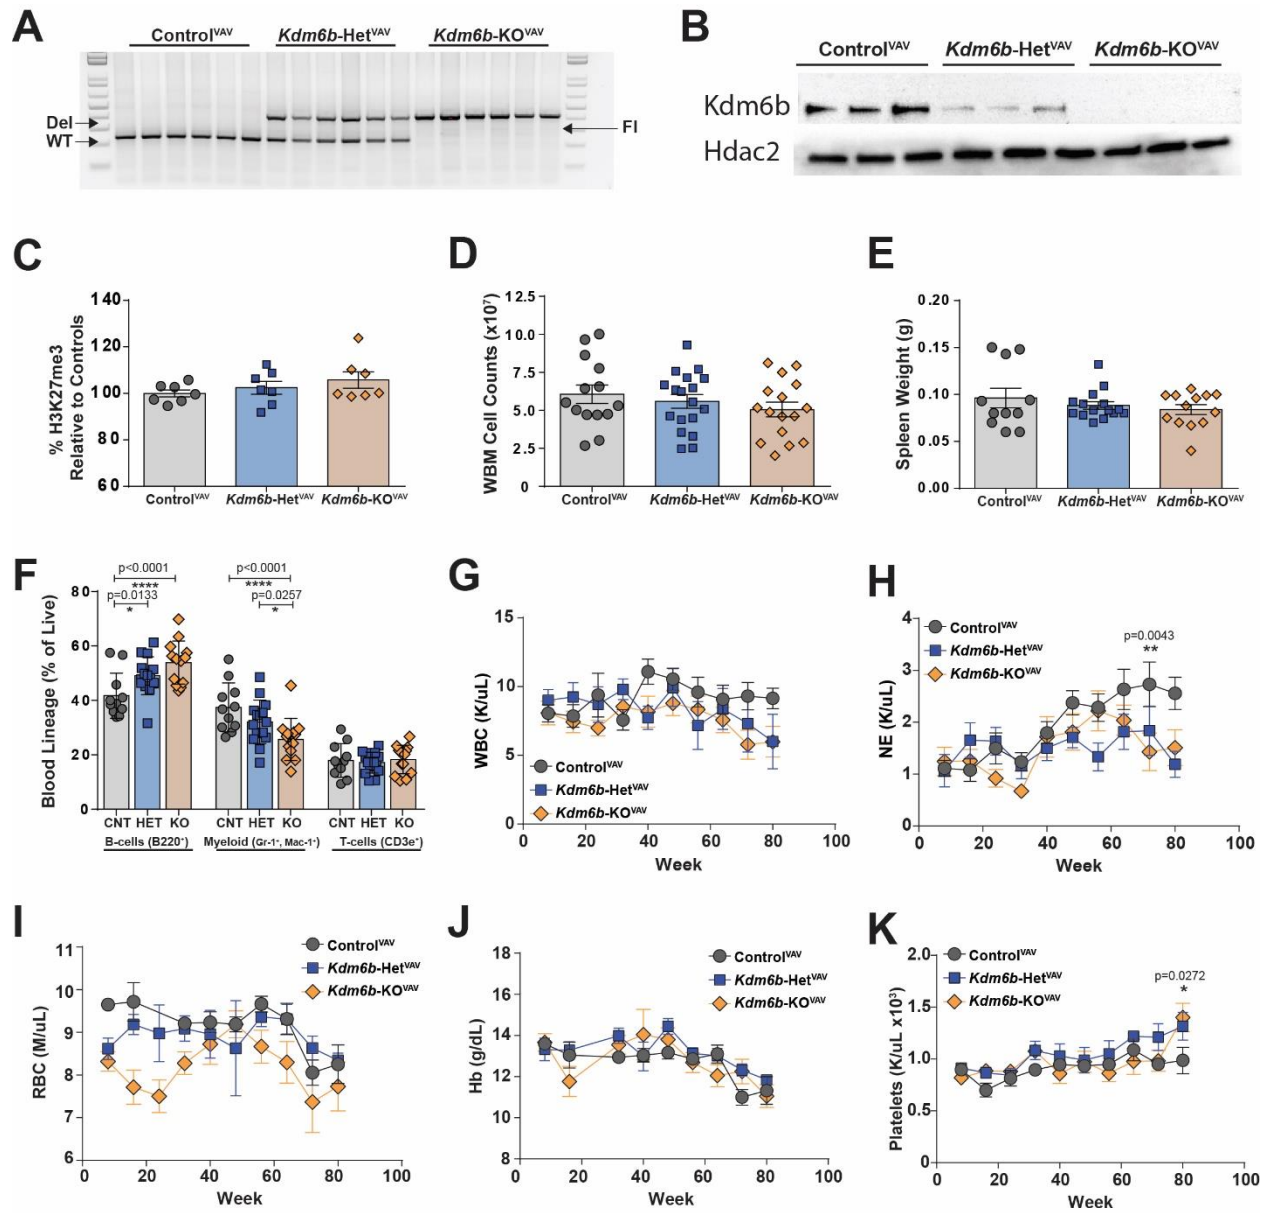 A
Control^VAV Kdm6b-Het^VAV Kdm6b-KO^VAV
Del
WT
Fl
B
Control^VAV Kdm6b-Het^VAV Kdm6b-KO^VAV
Kdm6b
Hdac2
C
% H3K27me3
Relative to Controls
140
120
100
80
60
Control^VAV Kdm6b-Het^VAV Kdm6b-KO^VAV
D
WBM Cell Counts (x10⁷)
12.5
10.0
7.5
5.0
2.5
0
Control^VAV Kdm6b-Het^VAV Kdm6b-KO^VAV
E
Spleen Weight (g)
0.20
0.15
0.10
0.05
0.00
Control^VAV Kdm6b-Het^VAV Kdm6b-KO^VAV
F
Blood Lineage (% of Live)
80
60
40
20
0
p<0.0001
****
p=0.0133
*
p<0.0001
****
p=0.0257
*
CNT HET KO CNT HET KO CNT HET KO
B-cells (B220⁺) Myeloid (Gr-1⁺, Mac-1⁺) T-cells (CD3e⁺)
G
WBC (K/uL)
15
10
5
0
Control^VAV
Kdm6b-Het^VAV
Kdm6b-KO^VAV
0 20 40 60 80 100
Week
H
NE (K/uL)
4
3
2
1
0
Control^VAV
Kdm6b-Het^VAV
Kdm6b-KO^VAV
p=0.0043
**
0 20 40 60 80 100
Week
I
RBC (M/uL)
11
10
9
8
7
6
Control^VAV
Kdm6b-Het^VAV
Kdm6b-KO^VAV
0 20 40 60 80 100
Week
J
Hb (g/dL)
18
16
14
12
10
8
Control^VAV
Kdm6b-Het^VAV
Kdm6b-KO^VAV
0 20 40 60 80 100
Week
K
Platelets (K/uL x10³)
2.0
1.5
1.0
0.5
0
Control^VAV
Kdm6b-Het^VAV
Kdm6b-KO^VAV
p=0.0272
*
0 20 40 60 80 100
Week